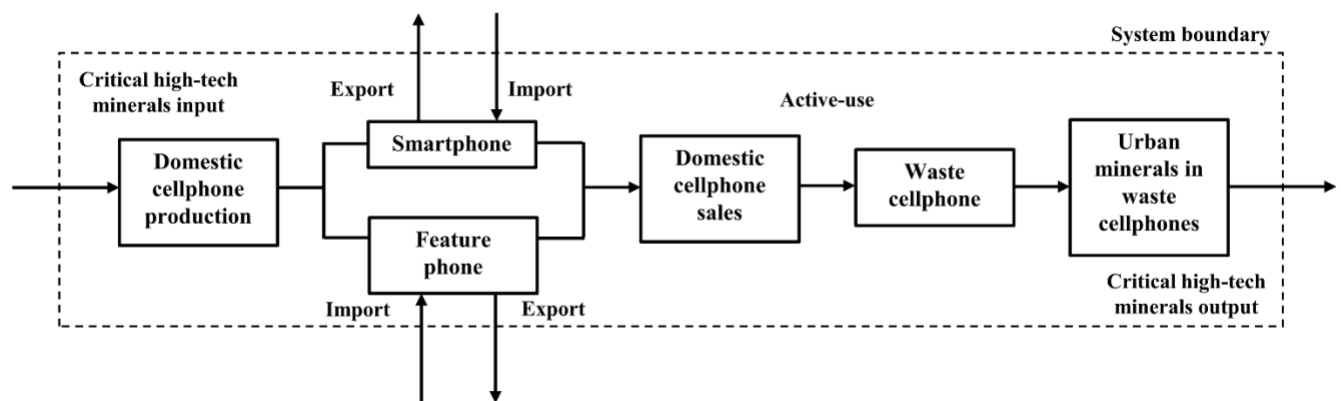 System boundary
Critical high-tech
minerals input
Export
Import
Active-use
Domestic
cellphone
production
Smartphone
Feature
phone
Import
Export
Domestic
cellphone
sales
Waste
cellphone
Urban
minerals in
waste
cellphones
Critical high-tech
minerals output